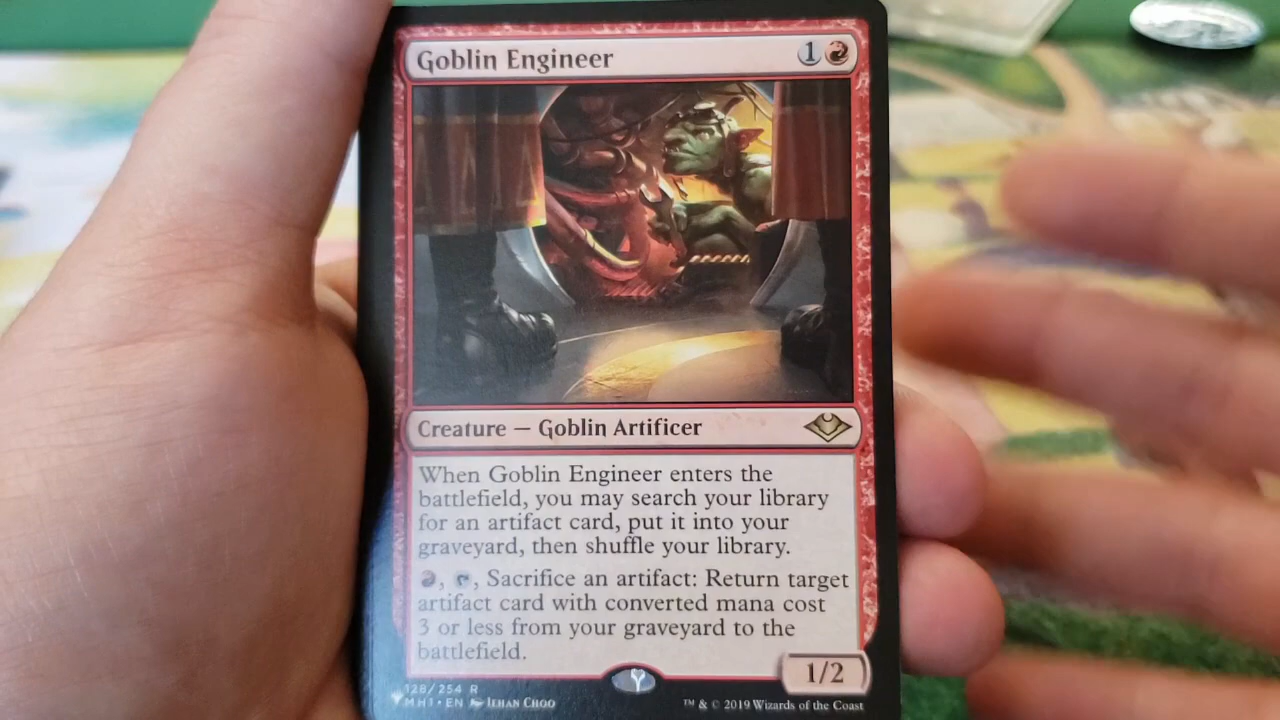 Goblin Engineer 1
Creature — Goblin Artificer
When Goblin Engineer enters the
battlefield, you may search your library
for an artifact card, put it into your
graveyard, then shuffle your library.
, , Sacrifice an artifact: Return target
artifact card with converted mana cost
3 or less from your graveyard to the
battlefield.
1/2
128/254 R
MH1 • EN Iehan Choo
™ & © 2019 Wizards of the Coast